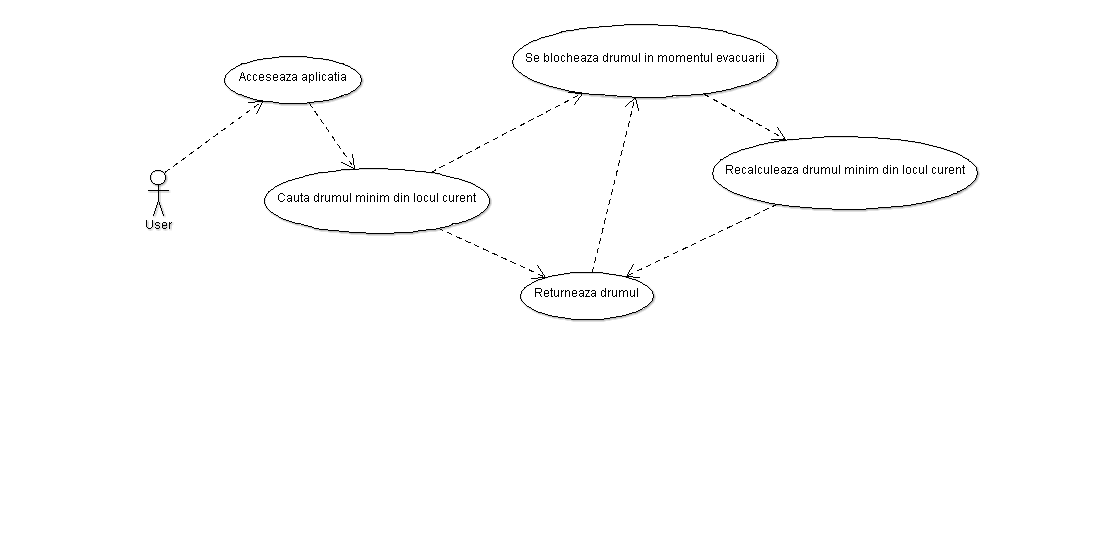 Se blocheaza drumul in momentul evacuarii
Acceseaza aplicatia
Recalculeaza drumul minim din locul curent
Cauta drumul minim din locul curent
User
Returneaza drumul